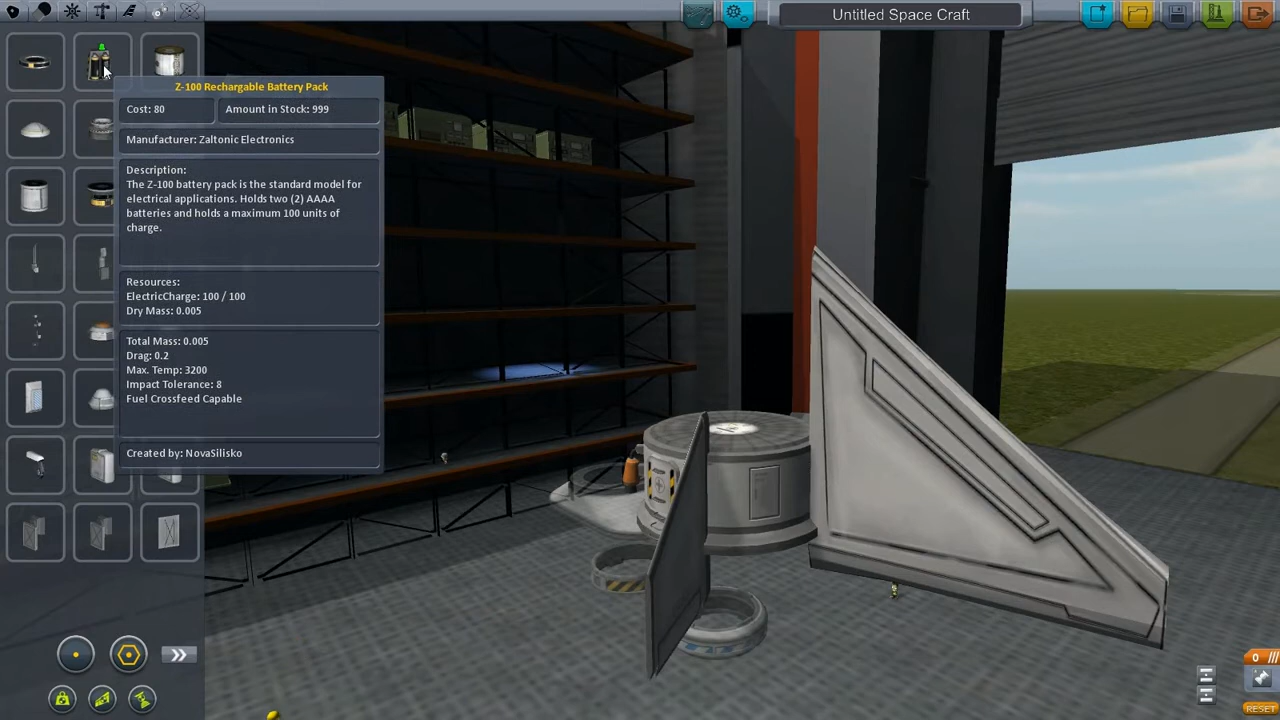 Untitled Space Craft
Z-100 Rechargable Battery Pack
Cost: 80
Amount in Stock: 999
Manufacturer: Zaltonic Electronics
Description:
The Z-100 battery pack is the standard model for
electrical applications. Holds two (2) AAAA
batteries and holds a maximum 100 units of
charge.
Resources:
ElectricCharge: 100 / 100
Dry Mass: 0.005
Total Mass: 0.005
Drag: 0.2
Max. Temp: 3200
Impact Tolerance: 8
Fuel Crossfeed Capable
Created by: NovaSilisko
0
RESET